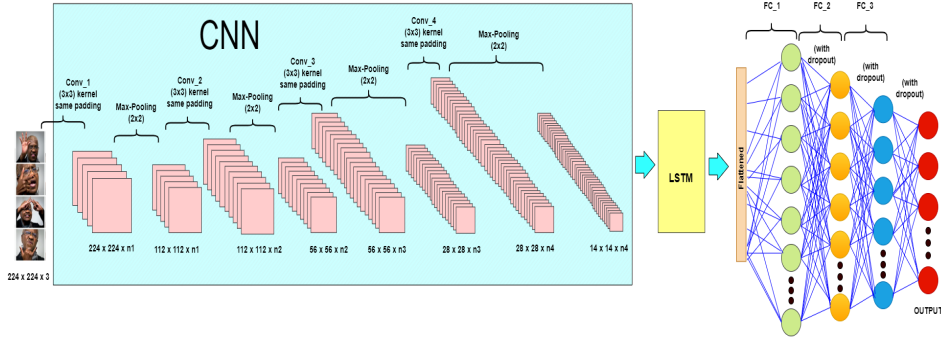 CNN
Conv_1
(3x3) kernel
same padding
Max-Pooling
(2x2)
Conv_2
(3x3) kernel
same padding
Max-Pooling
(2x2)
Conv_3
(3x3) kernel
same padding
Max-Pooling
(2x2)
Conv_4
(3x3) kernel
same padding
Max-Pooling
(2x2)
224 x 224 x 3
224 x 224 x n1
112 x 112 x n1
112 x 112 x n2
56 x 56 x n2
56 x 56 x n3
28 x 28 x n3
28 x 28 x n4
14 x 14 x n4
LSTM
Flattened
FC_1
FC_2
FC_3
(with
dropout)
(with
dropout)
(with
dropout)
OUTPUT